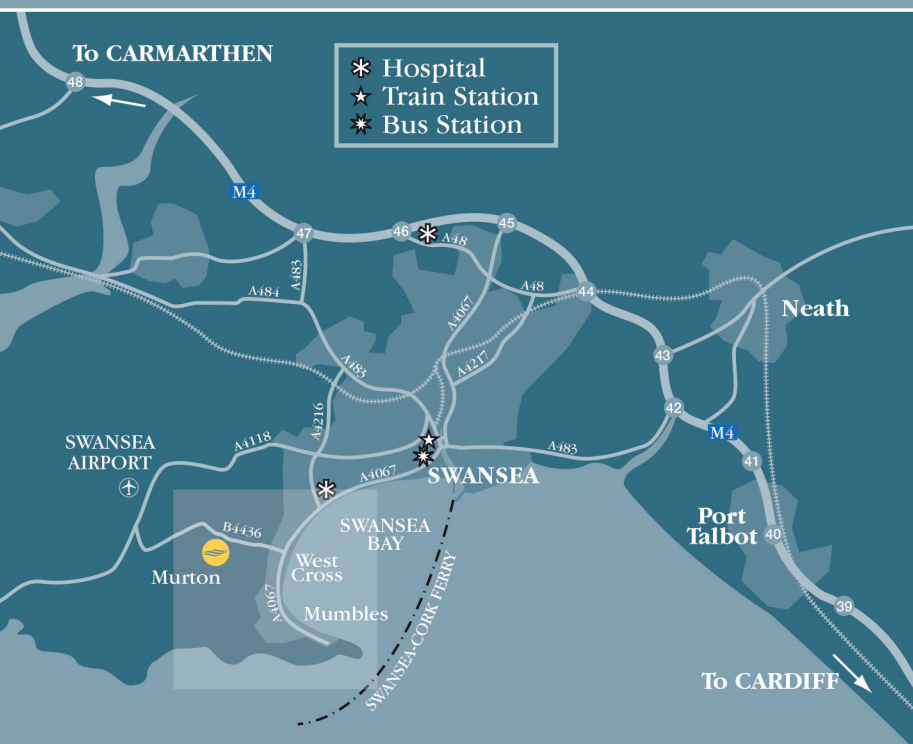 To CARMARTHEN
48
Hospital
Train Station
Bus Station
M4
47
46
45
A48
A483
A484
A48
44
A4067
Neath
A483
A4217
43
A4216
42
M4
SWANSEA
AIRPORT
A4118
A483
41
A4067
SWANSEA
Port
Talbot
40
B4436
SWANSEA
BAY
West
Cross
Murton
A4067
Mumbles
SWANSEA-CORK FERRY
39
To CARDIFF